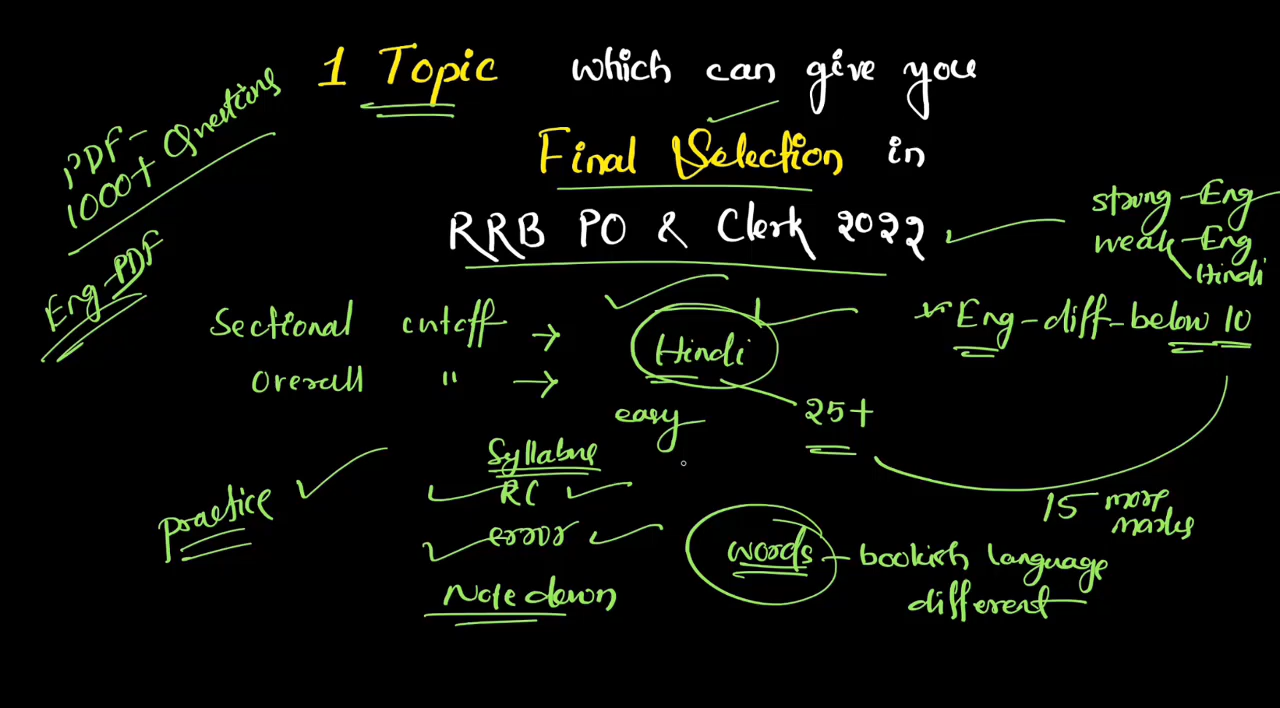 1 Topic which can give you
Final Selection in
RRB PO & Clerk 2022
PDF-
1000+ Questions
Eng-PDF
strong-Eng
weak-Eng
Hindi
Sectional cutoff → Hindi
Overall " →
Eng-diff-below 10
easy
25+
15 more
marks
Practice
Syllabus
RC
error
Note down
words - bookish language
different